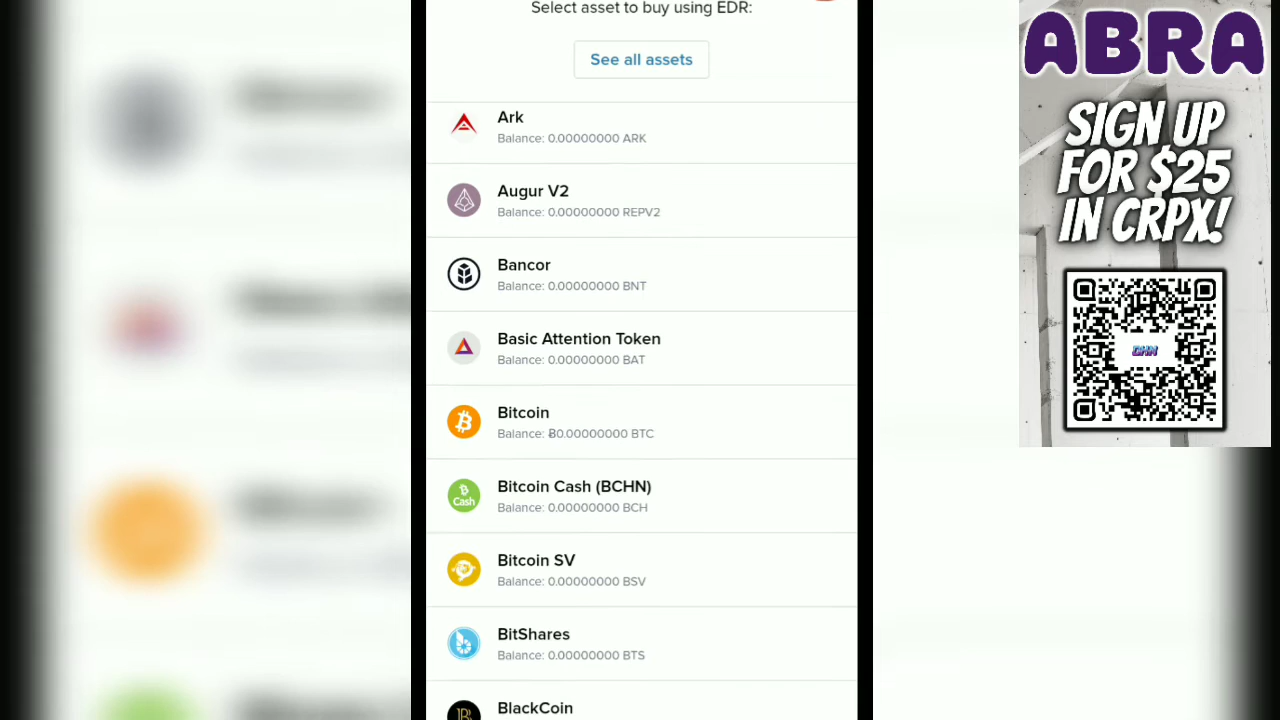 Select asset to buy using EDR:
See all assets
Ark
Balance: 0.00000000 ARK
Augur V2
Balance: 0.00000000 REPV2
Bancor
Balance: 0.00000000 BNT
Basic Attention Token
Balance: 0.00000000 BAT
Bitcoin
Balance: Ƀ0.00000000 BTC
Bitcoin Cash (BCHN)
Balance: 0.00000000 BCH
Cash
Bitcoin SV
Balance: 0.00000000 BSV
BitShares
Balance: 0.00000000 BTS
BlackCoin
ABRA
SIGN UP
FOR $25
IN CRPX!